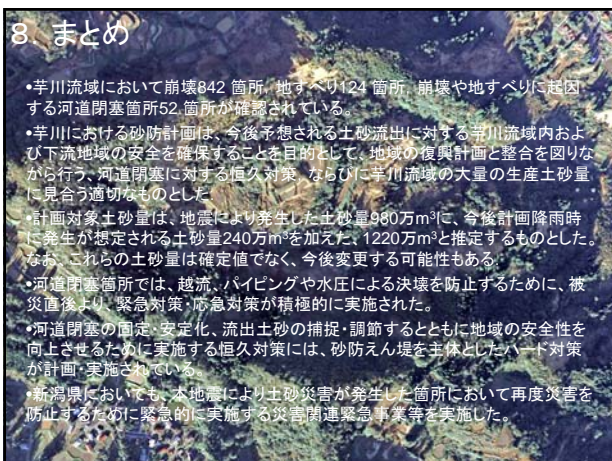 8．まとめ
•芋川流域において崩壊842 箇所，地すべり124 箇所，崩壊や地すべりに起因
する河道閉塞箇所52 箇所が確認されている。
•芋川における砂防計画は、今後予想される土砂流出に対する芋川流域内およ
び下流地域の安全を確保することを目的として、地域の復興計画と整合を図りな
がら行う、河道閉塞に対する恒久対策、ならびに芋川流域の大量の生産土砂量
に見合う適切なものとした。
•計画対象土砂量は、地震により発生した土砂量980万m³に、今後計画降雨時
に発生が想定される土砂量240万m³を加えた、1220万m³と推定するものとした。
なお、これらの土砂量は確定値でなく、今後変更する可能性もある。
•河道閉塞箇所では、越流、パイピングや水圧による決壊を防止するために、被
災直後より、緊急対策・応急対策が積極的に実施された。
•河道閉塞の固定・安定化、流出土砂の捕捉・調節するとともに地域の安全性を
向上させるために実施する恒久対策には、砂防えん堤を主体としたハード対策
が計画・実施されている。
•新潟県においても、本地震により土砂災害が発生した箇所において再度災害を
防止するために緊急的に実施する災害関連緊急事業等を実施した。